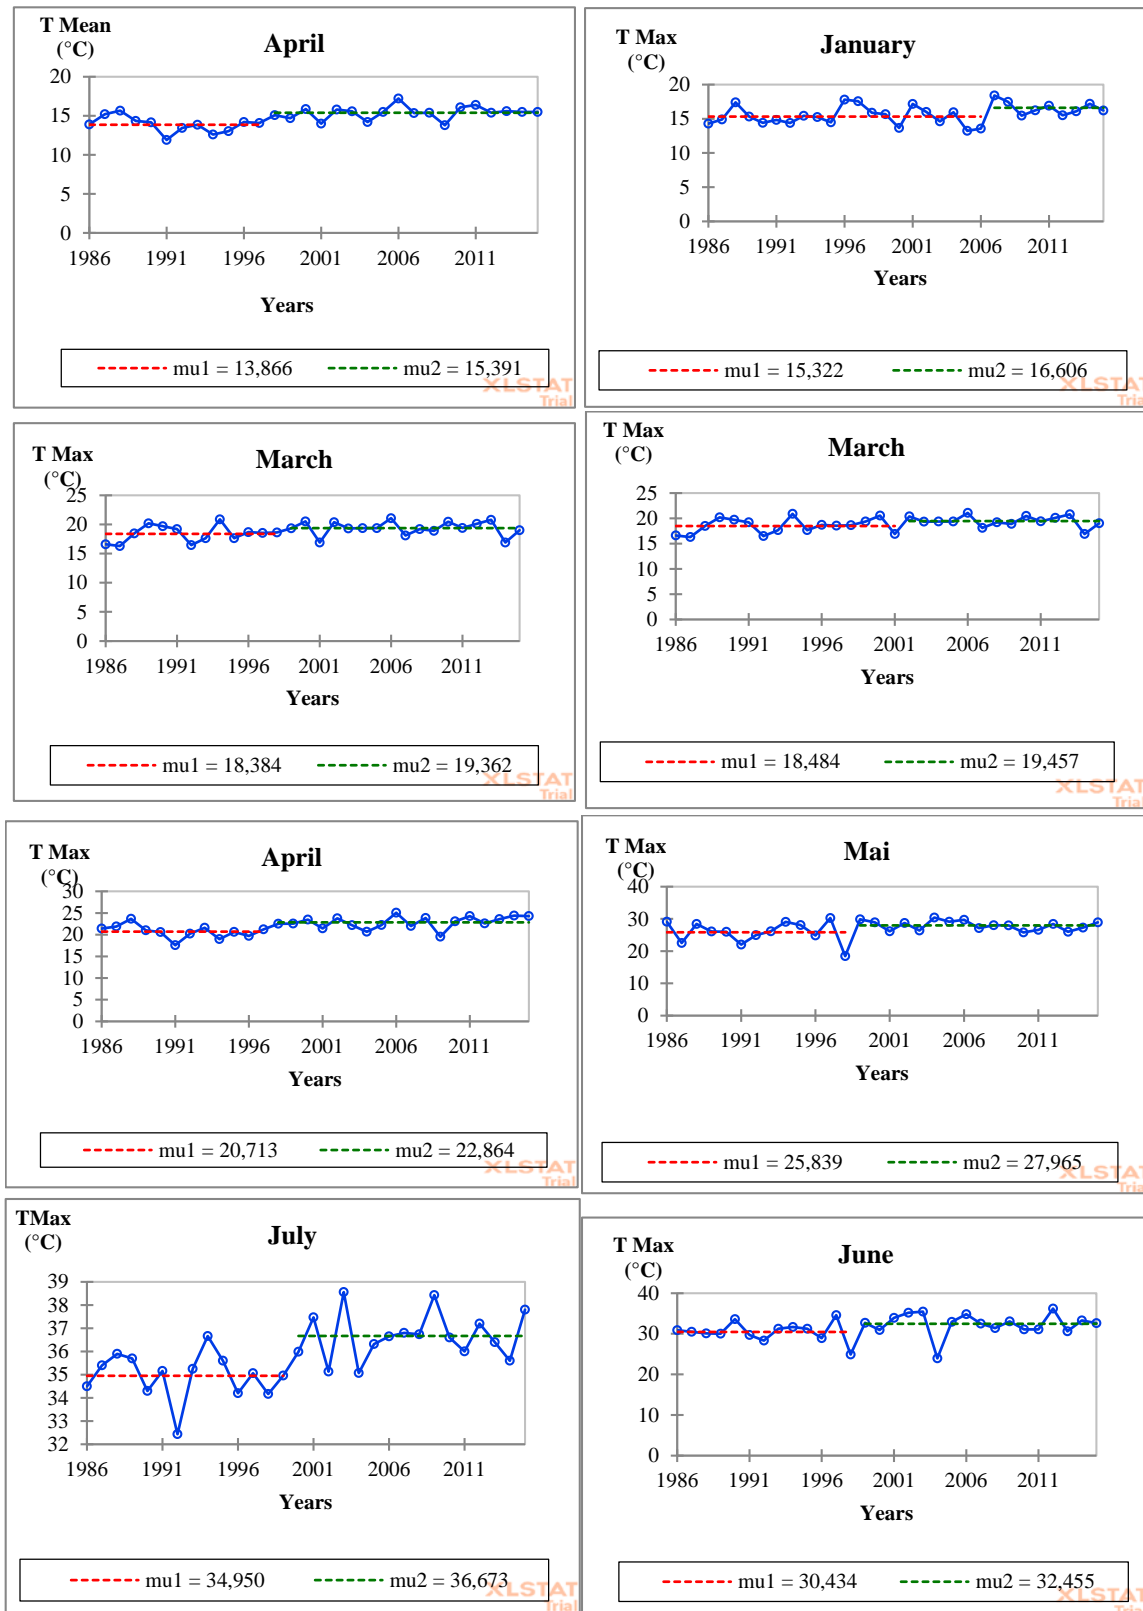 T Mean
(°C)
April
20
15
10
5
0
1986 1991 1996 2001 2006 2011
Years
mu1 = 13,866 mu2 = 15,391
XLSTAT
Trial
T Max
(°C)
January
20
15
10
5
0
1986 1991 1996 2001 2006 2011
Years
mu1 = 15,322 mu2 = 16,606
XLSTAT
Trial
T Max
(°C)
March
25
20
15
10
5
0
1986 1991 1996 2001 2006 2011
Years
mu1 = 18,384 mu2 = 19,362
XLSTAT
Trial
T Max
(°C)
March
25
20
15
10
5
0
1986 1991 1996 2001 2006 2011
Years
mu1 = 18,484 mu2 = 19,457
XLSTAT
Trial
T Max
(°C)
April
30
25
20
15
10
5
0
1986 1991 1996 2001 2006 2011
Years
mu1 = 20,713 mu2 = 22,864
XLSTAT
Trial
T Max
(°C)
Mai
40
30
20
10
0
1986 1991 1996 2001 2006 2011
Years
mu1 = 25,839 mu2 = 27,965
XLSTAT
Trial
TMax
(°C)
July
39
38
37
36
35
34
33
32
1986 1991 1996 2001 2006 2011
Years
mu1 = 34,950 mu2 = 36,673
XLSTAT
Trial
T Max
(°C)
June
40
30
20
10
0
1986 1991 1996 2001 2006 2011
Years
mu1 = 30,434 mu2 = 32,455
XLSTAT
Trial